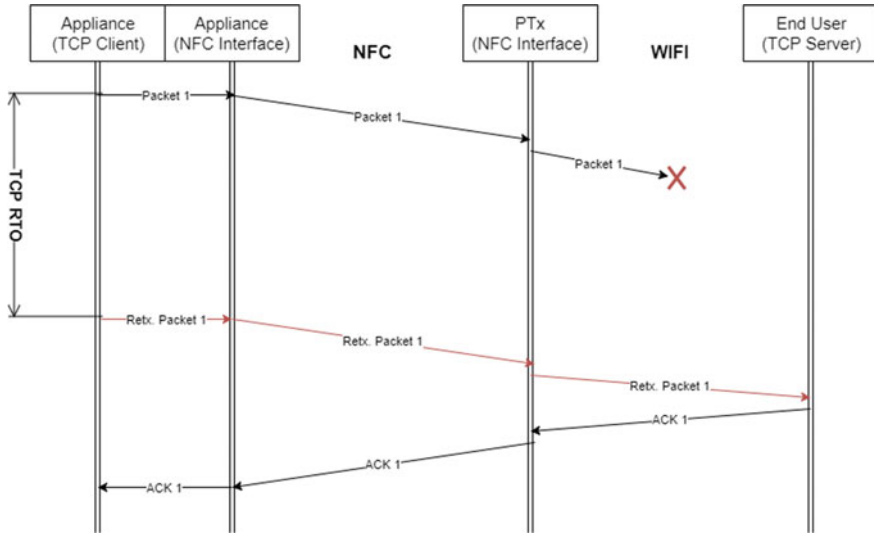 Appliance
(TCP Client)
Appliance
(NFC Interface)
NFC
PTx
(NFC Interface)
WIFI
End User
(TCP Server)
Packet 1
Packet 1
Packet 1
TCP RTO
Retx. Packet 1
Retx. Packet 1
Retx. Packet 1
ACK 1
ACK 1
ACK 1